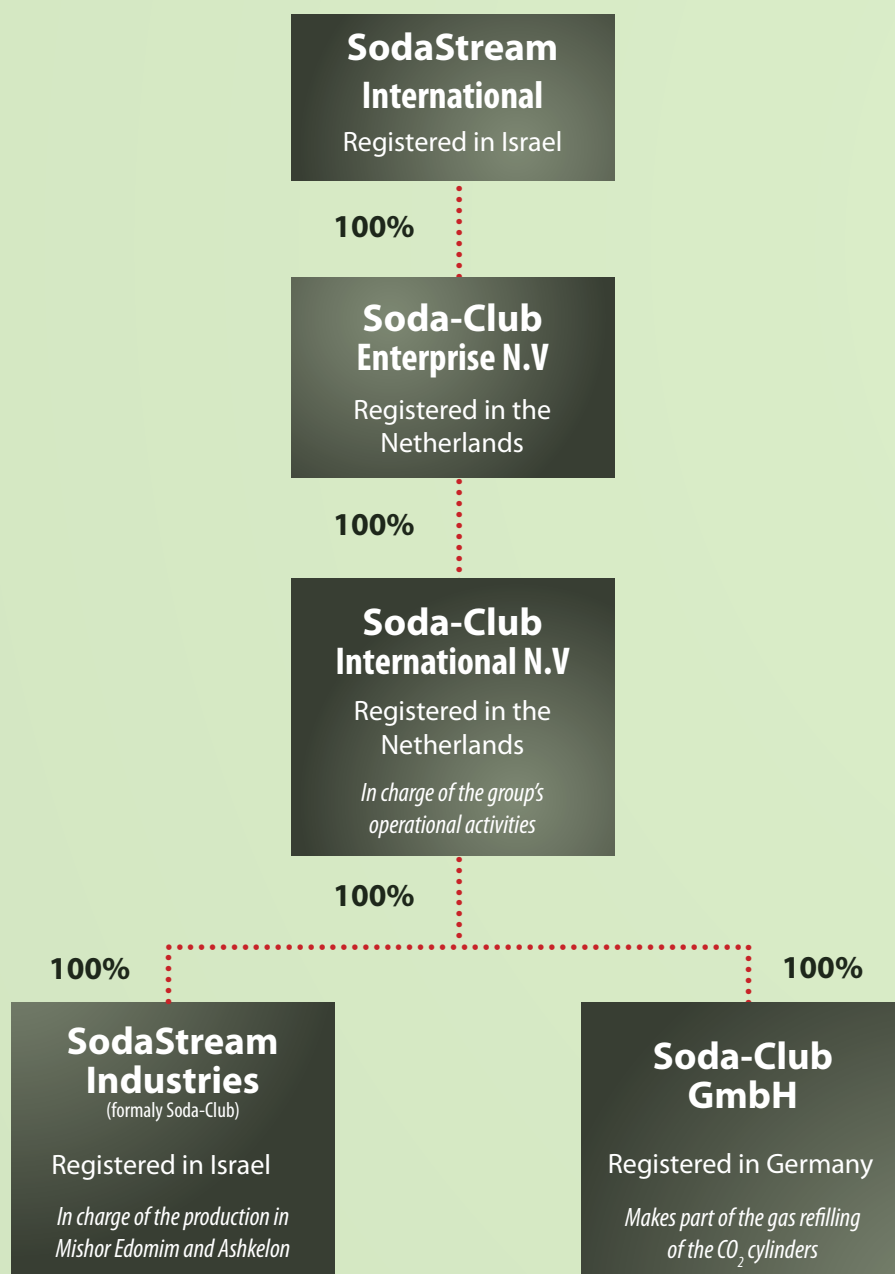 SodaStream
International
Registered in Israel
100%
Soda-Club
Enterprise N.V
Registered in the
Netherlands
100%
Soda-Club
International N.V
Registered in the
Netherlands
In charge of the group's
operational activities
100%
100%
100%
SodaStream
Industries
(formaly Soda-Club)
Registered in Israel
In charge of the production in
Mishor Edomim and Ashkelon
Soda-Club
GmbH
Registered in Germany
Makes part of the gas refilling
of the CO₂ cylinders